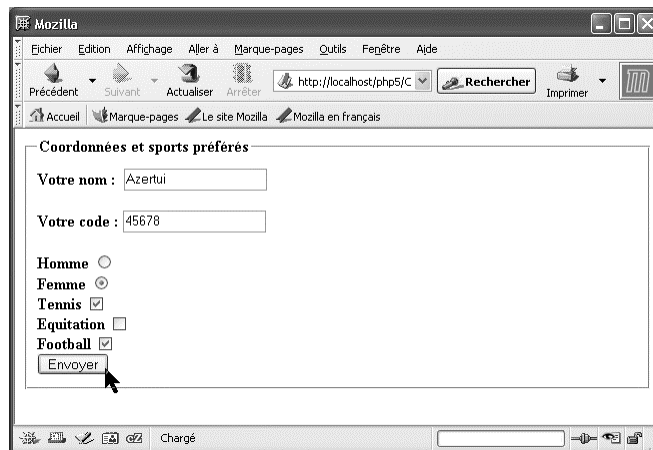 Mozilla
Fichier Edition Affichage Aller à Marque-pages Outils Fenêtre Aide
Précédent Suivant Actualiser Arrêter http://localhost/php5/C Rechercher Imprimer
Accueil Marque-pages Le site Mozilla Mozilla en français
Coordonnées et sports préférés
Votre nom : Azertui
Votre code : 45678
Homme
Femme
Tennis
Equitation
Football
Envoyer
Chargé